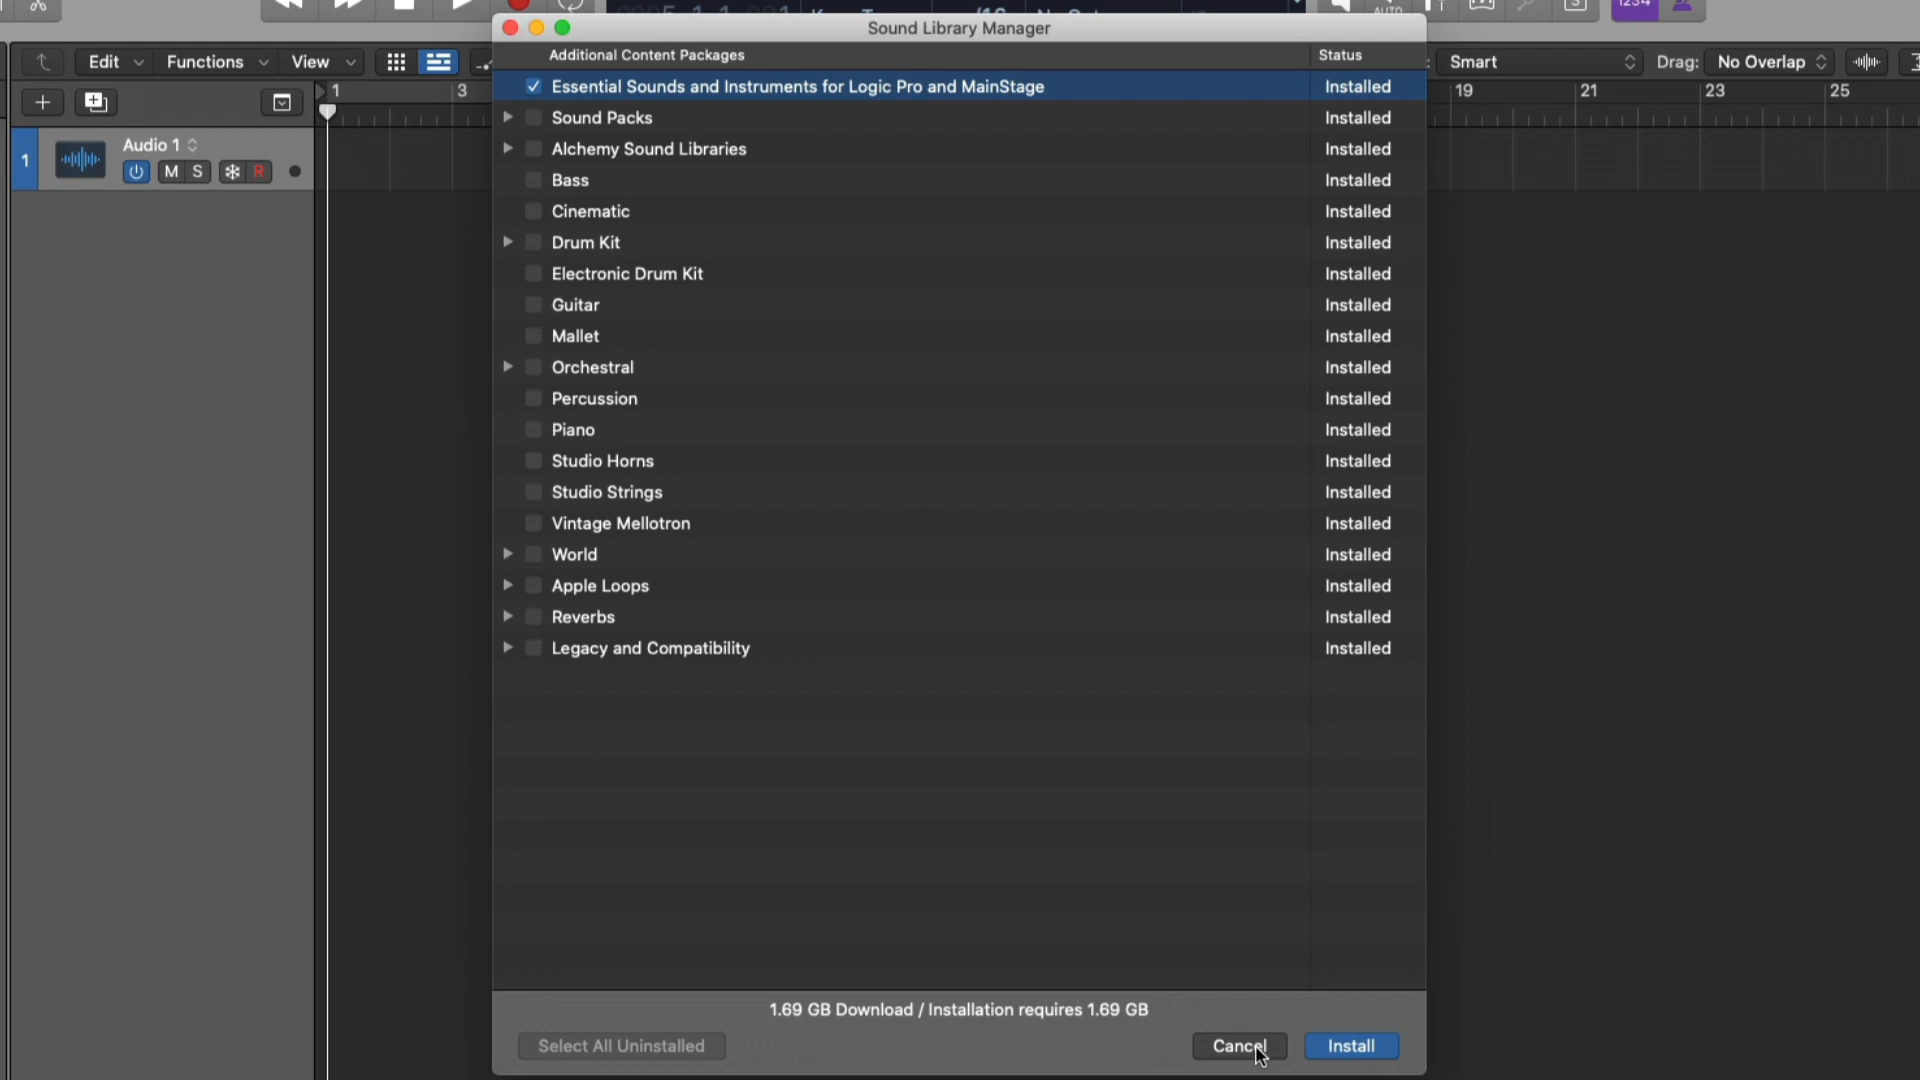 Sound Library Manager
Additional Content Packages Status
Edit Functions View
Smart Drag: No Overlap
1 3 19 21 23 25
Essential Sounds and Instruments for Logic Pro and MainStage Installed
Sound Packs Installed
1 Audio 1
M S R
Alchemy Sound Libraries Installed
Bass Installed
Cinematic Installed
Drum Kit Installed
Electronic Drum Kit Installed
Guitar Installed
Mallet Installed
Orchestral Installed
Percussion Installed
Piano Installed
Studio Horns Installed
Studio Strings Installed
Vintage Mellotron Installed
World Installed
Apple Loops Installed
Reverbs Installed
Legacy and Compatibility Installed
1.69 GB Download / Installation requires 1.69 GB
Select All Uninstalled Cancel Install